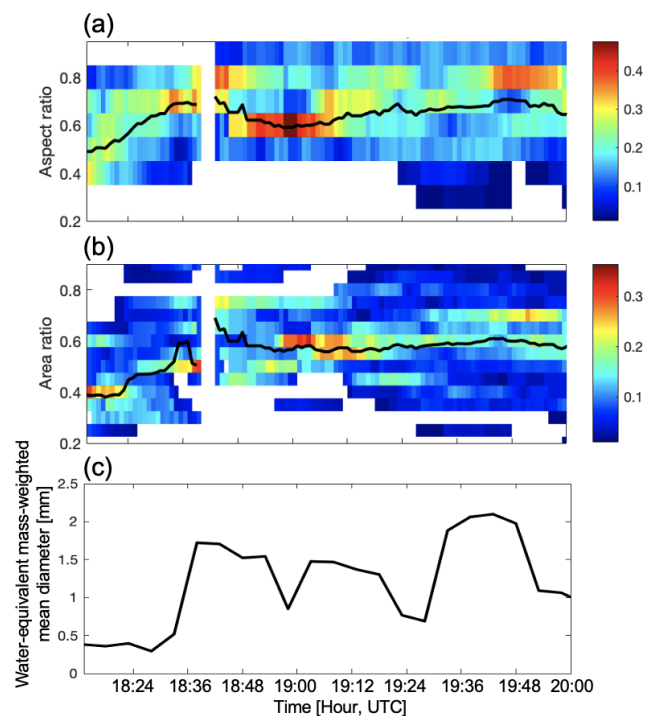 (a)
Aspect ratio
0.8
0.6
0.4
0.2
0.4
0.3
0.2
0.1
(b)
Area ratio
0.8
0.6
0.4
0.2
0.3
0.2
0.1
(c)
Water-equivalent mass-weighted
mean diameter [mm]
2.5
2
1.5
1
0.5
0
18:24 18:36 18:48 19:00 19:12 19:24 19:36 19:48 20:00
Time [Hour, UTC]